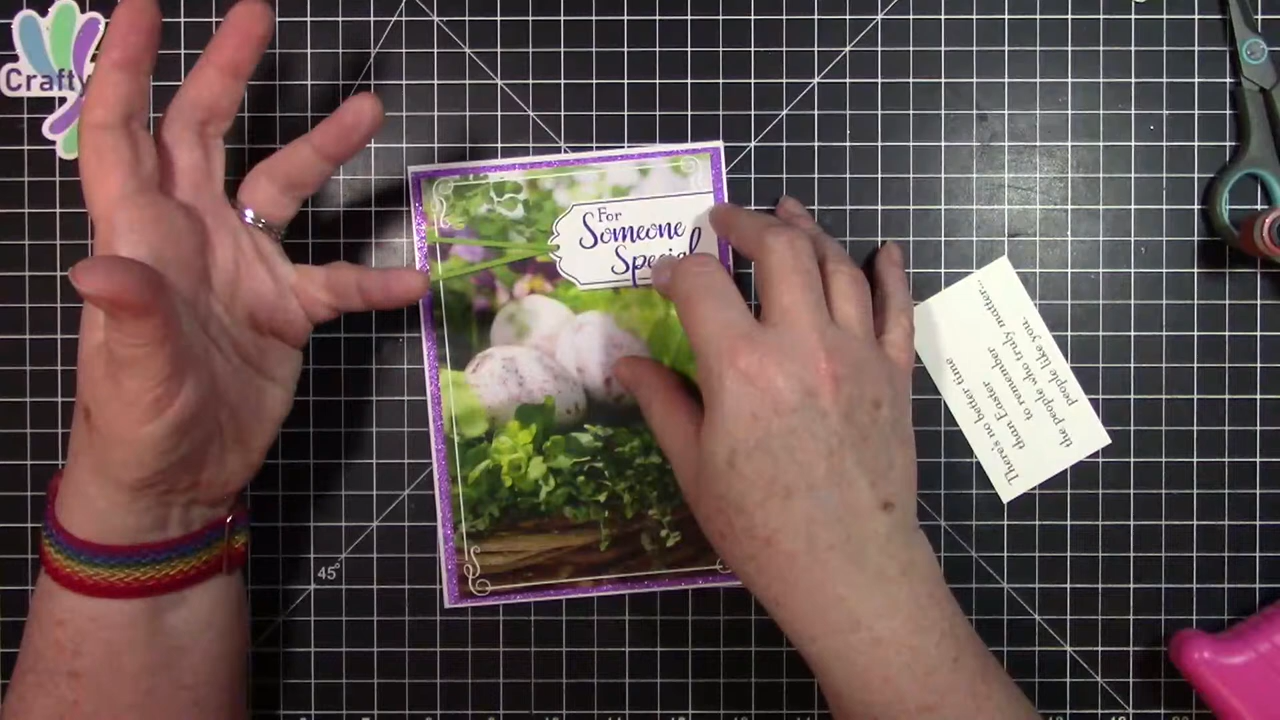 Crafty
For
Someone
Special
There's no better time
than Easter
to remember
the people who truly matter...
people like you.
45°